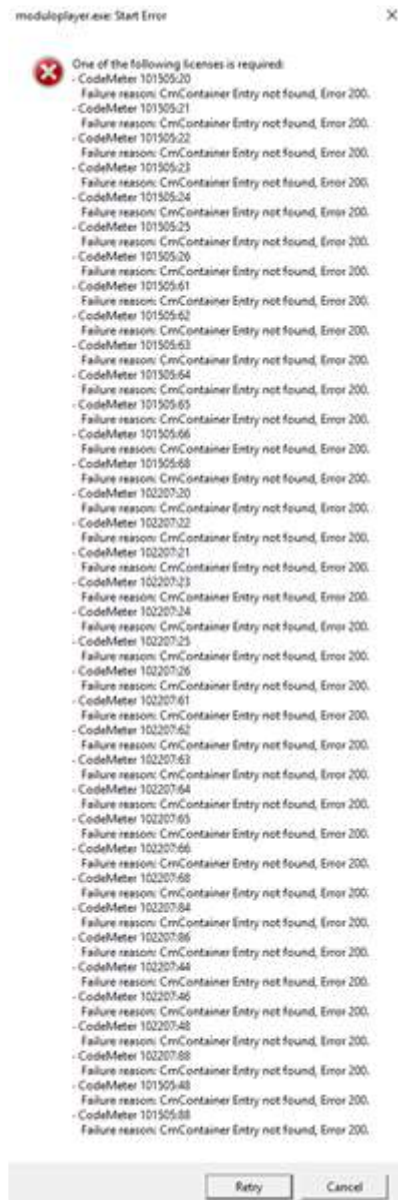 moduloplayer.exe: Start Error
One of the following licenses is required:
- CodeMeter 101505:20
Failure reason: CmContainer Entry not found, Error 200.
- CodeMeter 101505:21
Failure reason: CmContainer Entry not found, Error 200.
- CodeMeter 101505:22
Failure reason: CmContainer Entry not found, Error 200.
- CodeMeter 101505:23
Failure reason: CmContainer Entry not found, Error 200.
- CodeMeter 101505:24
Failure reason: CmContainer Entry not found, Error 200.
- CodeMeter 101505:25
Failure reason: CmContainer Entry not found, Error 200.
- CodeMeter 101505:26
Failure reason: CmContainer Entry not found, Error 200.
- CodeMeter 101505:61
Failure reason: CmContainer Entry not found, Error 200.
- CodeMeter 101505:62
Failure reason: CmContainer Entry not found, Error 200.
- CodeMeter 101505:63
Failure reason: CmContainer Entry not found, Error 200.
- CodeMeter 101505:64
Failure reason: CmContainer Entry not found, Error 200.
- CodeMeter 101505:65
Failure reason: CmContainer Entry not found, Error 200.
- CodeMeter 101505:66
Failure reason: CmContainer Entry not found, Error 200.
- CodeMeter 101505:68
Failure reason: CmContainer Entry not found, Error 200.
- CodeMeter 102207:20
Failure reason: CmContainer Entry not found, Error 200.
- CodeMeter 102207:22
Failure reason: CmContainer Entry not found, Error 200.
- CodeMeter 102207:21
Failure reason: CmContainer Entry not found, Error 200.
- CodeMeter 102207:23
Failure reason: CmContainer Entry not found, Error 200.
- CodeMeter 102207:24
Failure reason: CmContainer Entry not found, Error 200.
- CodeMeter 102207:25
Failure reason: CmContainer Entry not found, Error 200.
- CodeMeter 102207:26
Failure reason: CmContainer Entry not found, Error 200.
- CodeMeter 102207:61
Failure reason: CmContainer Entry not found, Error 200.
- CodeMeter 102207:62
Failure reason: CmContainer Entry not found, Error 200.
- CodeMeter 102207:63
Failure reason: CmContainer Entry not found, Error 200.
- CodeMeter 102207:64
Failure reason: CmContainer Entry not found, Error 200.
- CodeMeter 102207:65
Failure reason: CmContainer Entry not found, Error 200.
- CodeMeter 102207:66
Failure reason: CmContainer Entry not found, Error 200.
- CodeMeter 102207:68
Failure reason: CmContainer Entry not found, Error 200.
- CodeMeter 102207:84
Failure reason: CmContainer Entry not found, Error 200.
- CodeMeter 102207:86
Failure reason: CmContainer Entry not found, Error 200.
- CodeMeter 102207:44
Failure reason: CmContainer Entry not found, Error 200.
- CodeMeter 102207:46
Failure reason: CmContainer Entry not found, Error 200.
- CodeMeter 102207:48
Failure reason: CmContainer Entry not found, Error 200.
- CodeMeter 102207:88
Failure reason: CmContainer Entry not found, Error 200.
- CodeMeter 101505:48
Failure reason: CmContainer Entry not found, Error 200.
- CodeMeter 101505:88
Failure reason: CmContainer Entry not found, Error 200.
Retry
Cancel